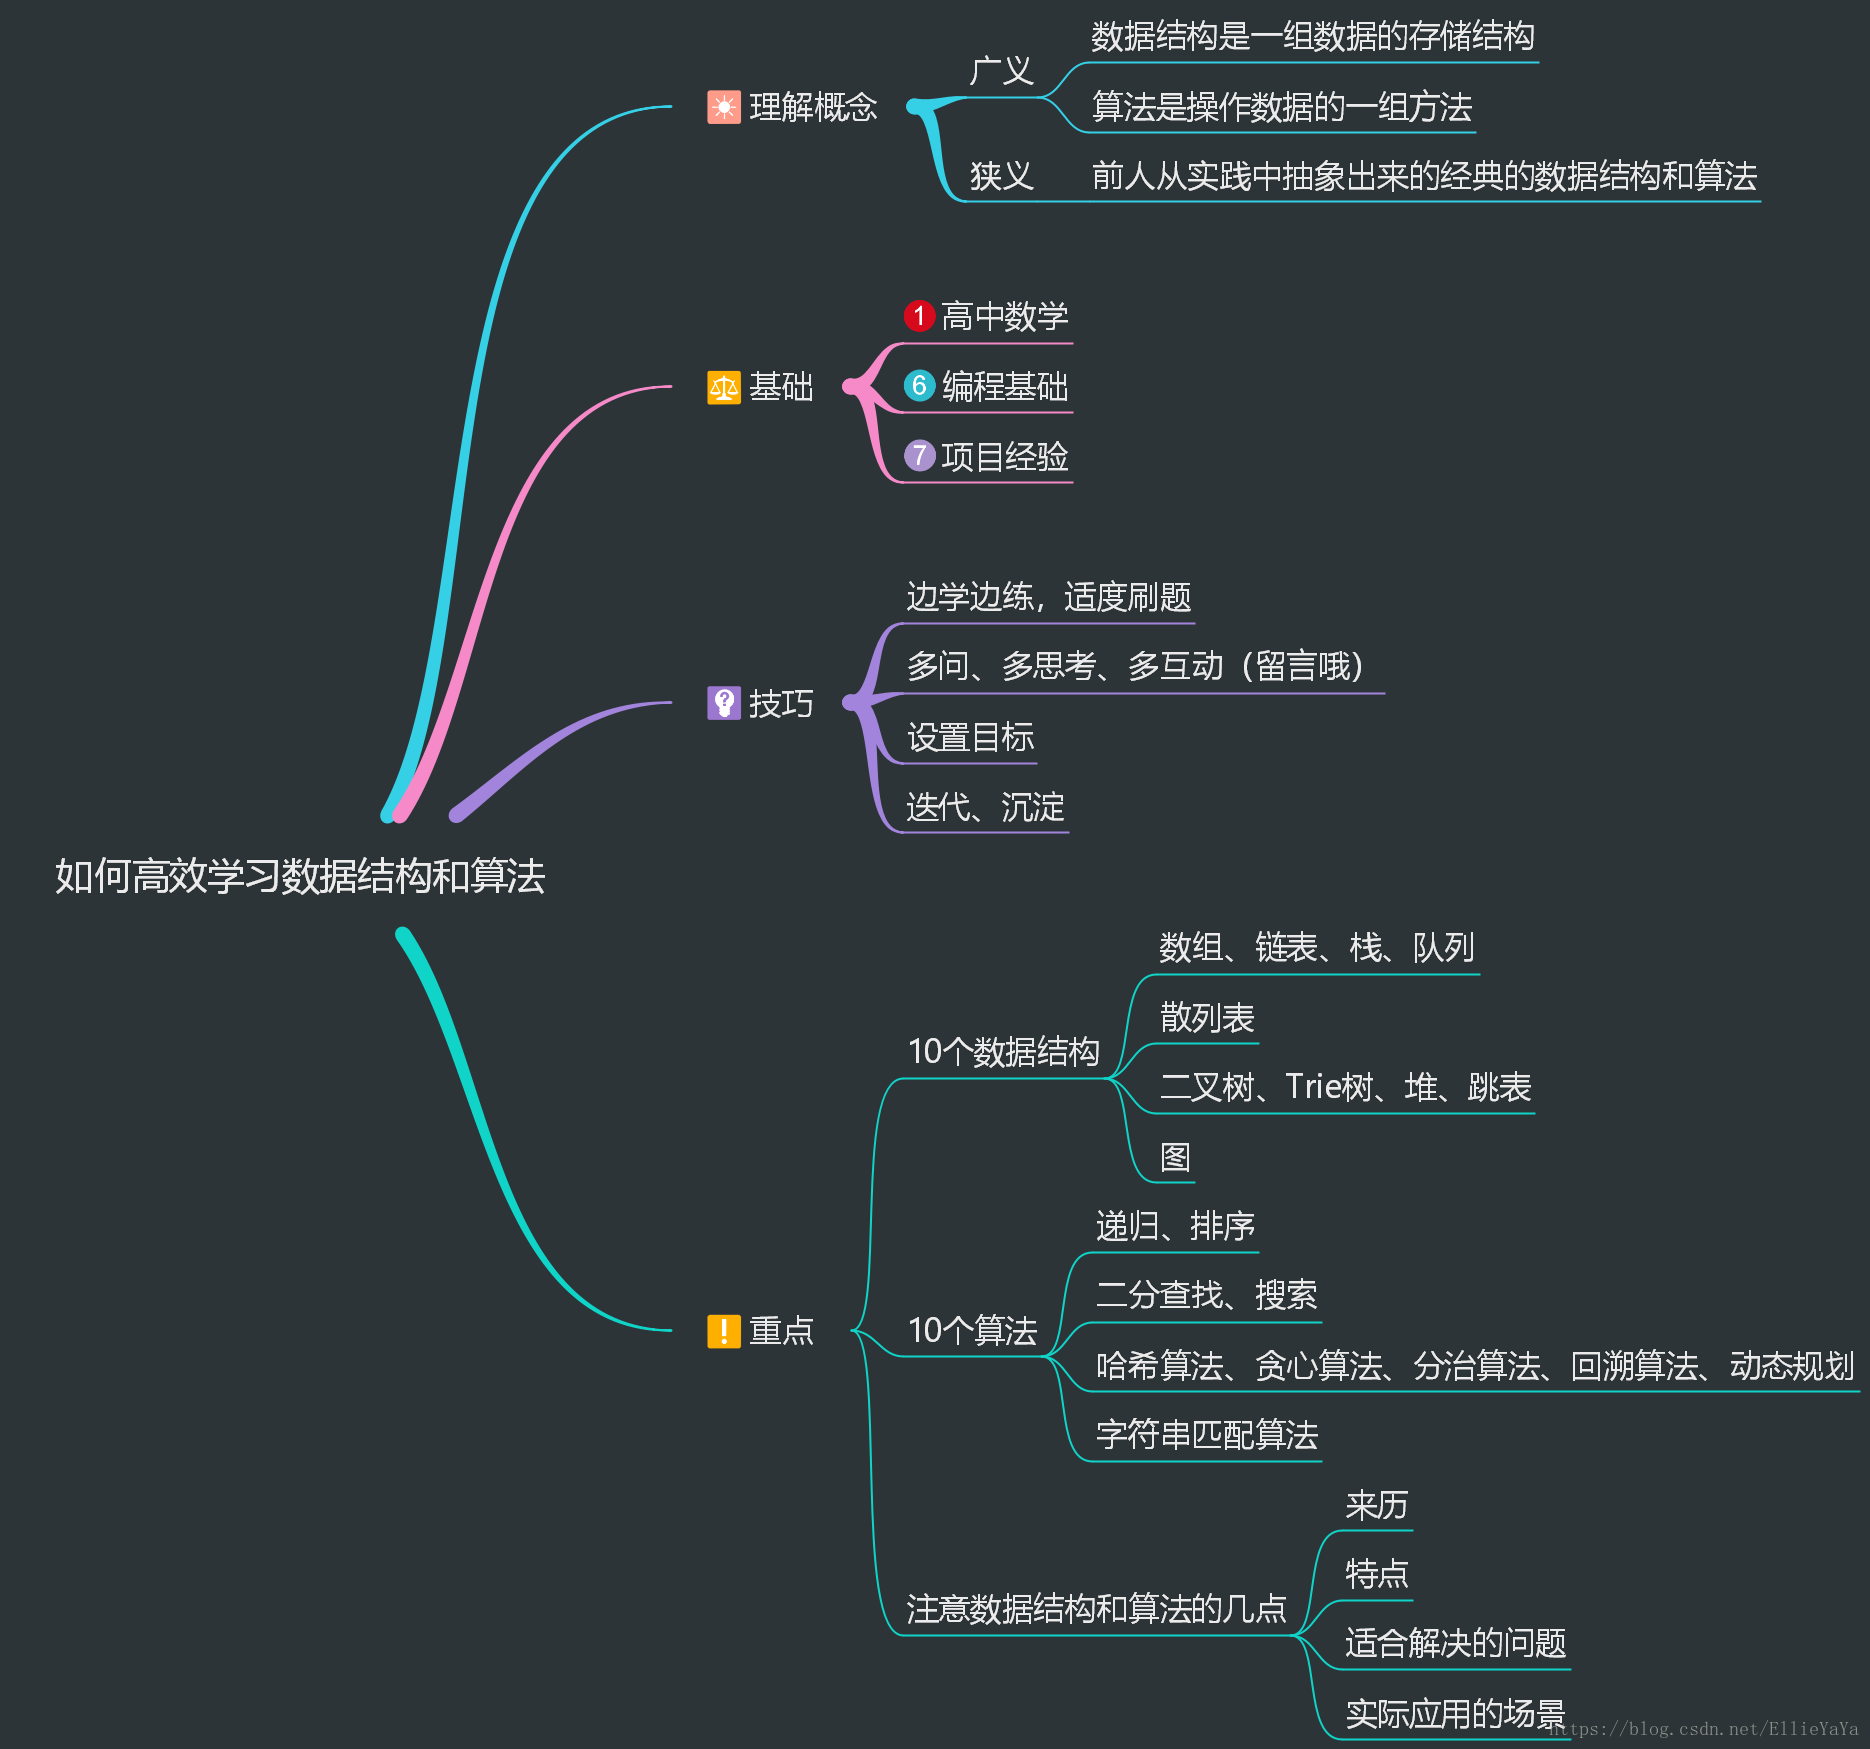 数据结构是一组数据的存储结构
广义
算法是操作数据的一组方法
理解概念
狭义
前人从实践中抽象出来的经典的数据结构和算法
1 高中数学
基础
6 编程基础
7 项目经验
边学边练，适度刷题
多问、多思考、多互动（留言哦）
技巧
设置目标
迭代、沉淀
如何高效学习数据结构和算法
数组、链表、栈、队列
散列表
10个数据结构
二叉树、Trie树、堆、跳表
图
递归、排序
二分查找、搜索
重点
10个算法
哈希算法、贪心算法、分治算法、回溯算法、动态规划
字符串匹配算法
来历
特点
注意数据结构和算法的几点
适合解决的问题
实际应用的场景
https://blog.csdn.net/EllieYaYa